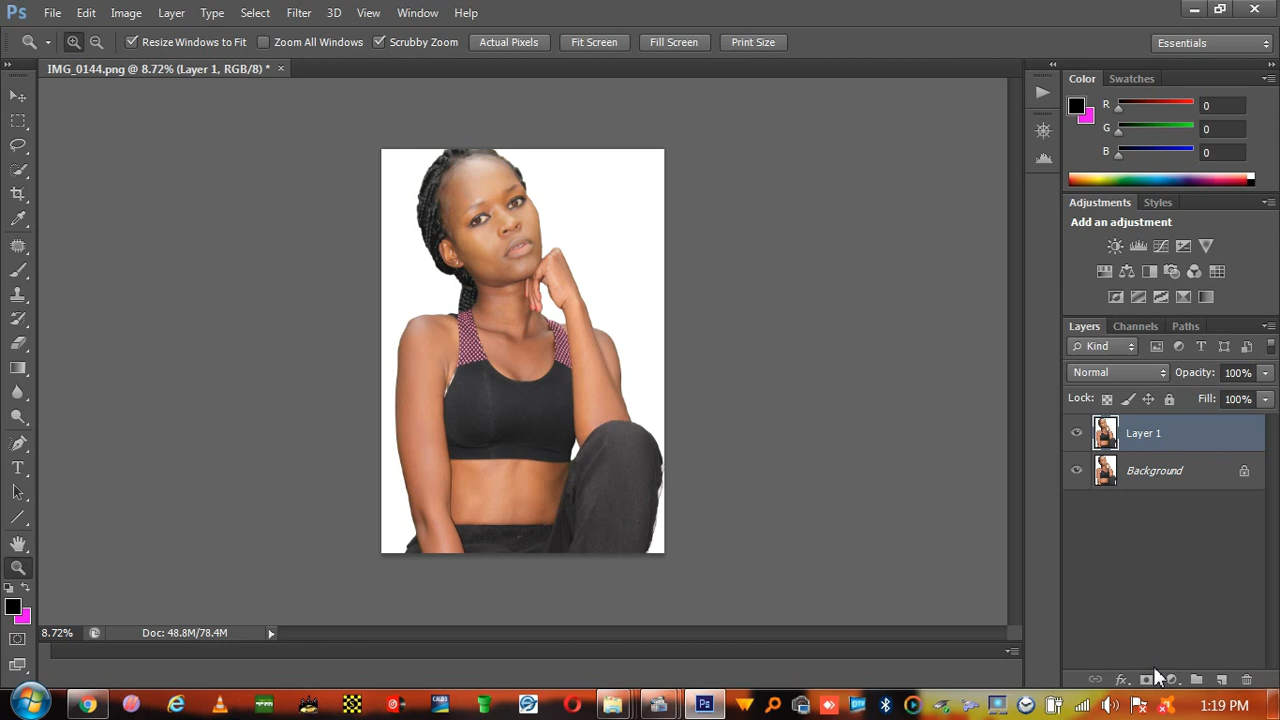 Ps File Edit Image Layer Type Select Filter 3D View Window Help
Resize Windows to Fit Zoom All Windows Scrubby Zoom Actual Pixels Fit Screen Fill Screen Print Size Essentials
IMG_0144.png @ 8.72% (Layer 1, RGB/8) * ×
Color Swatches
R 0
G 0
B 0
Adjustments Styles
Add an adjustment
Layers Channels Paths
Kind
Normal Opacity: 100%
Lock: Fill: 100%
Layer 1
Background
8.72% Doc: 48.8M/78.4M
fx
Ps 1:19 PM